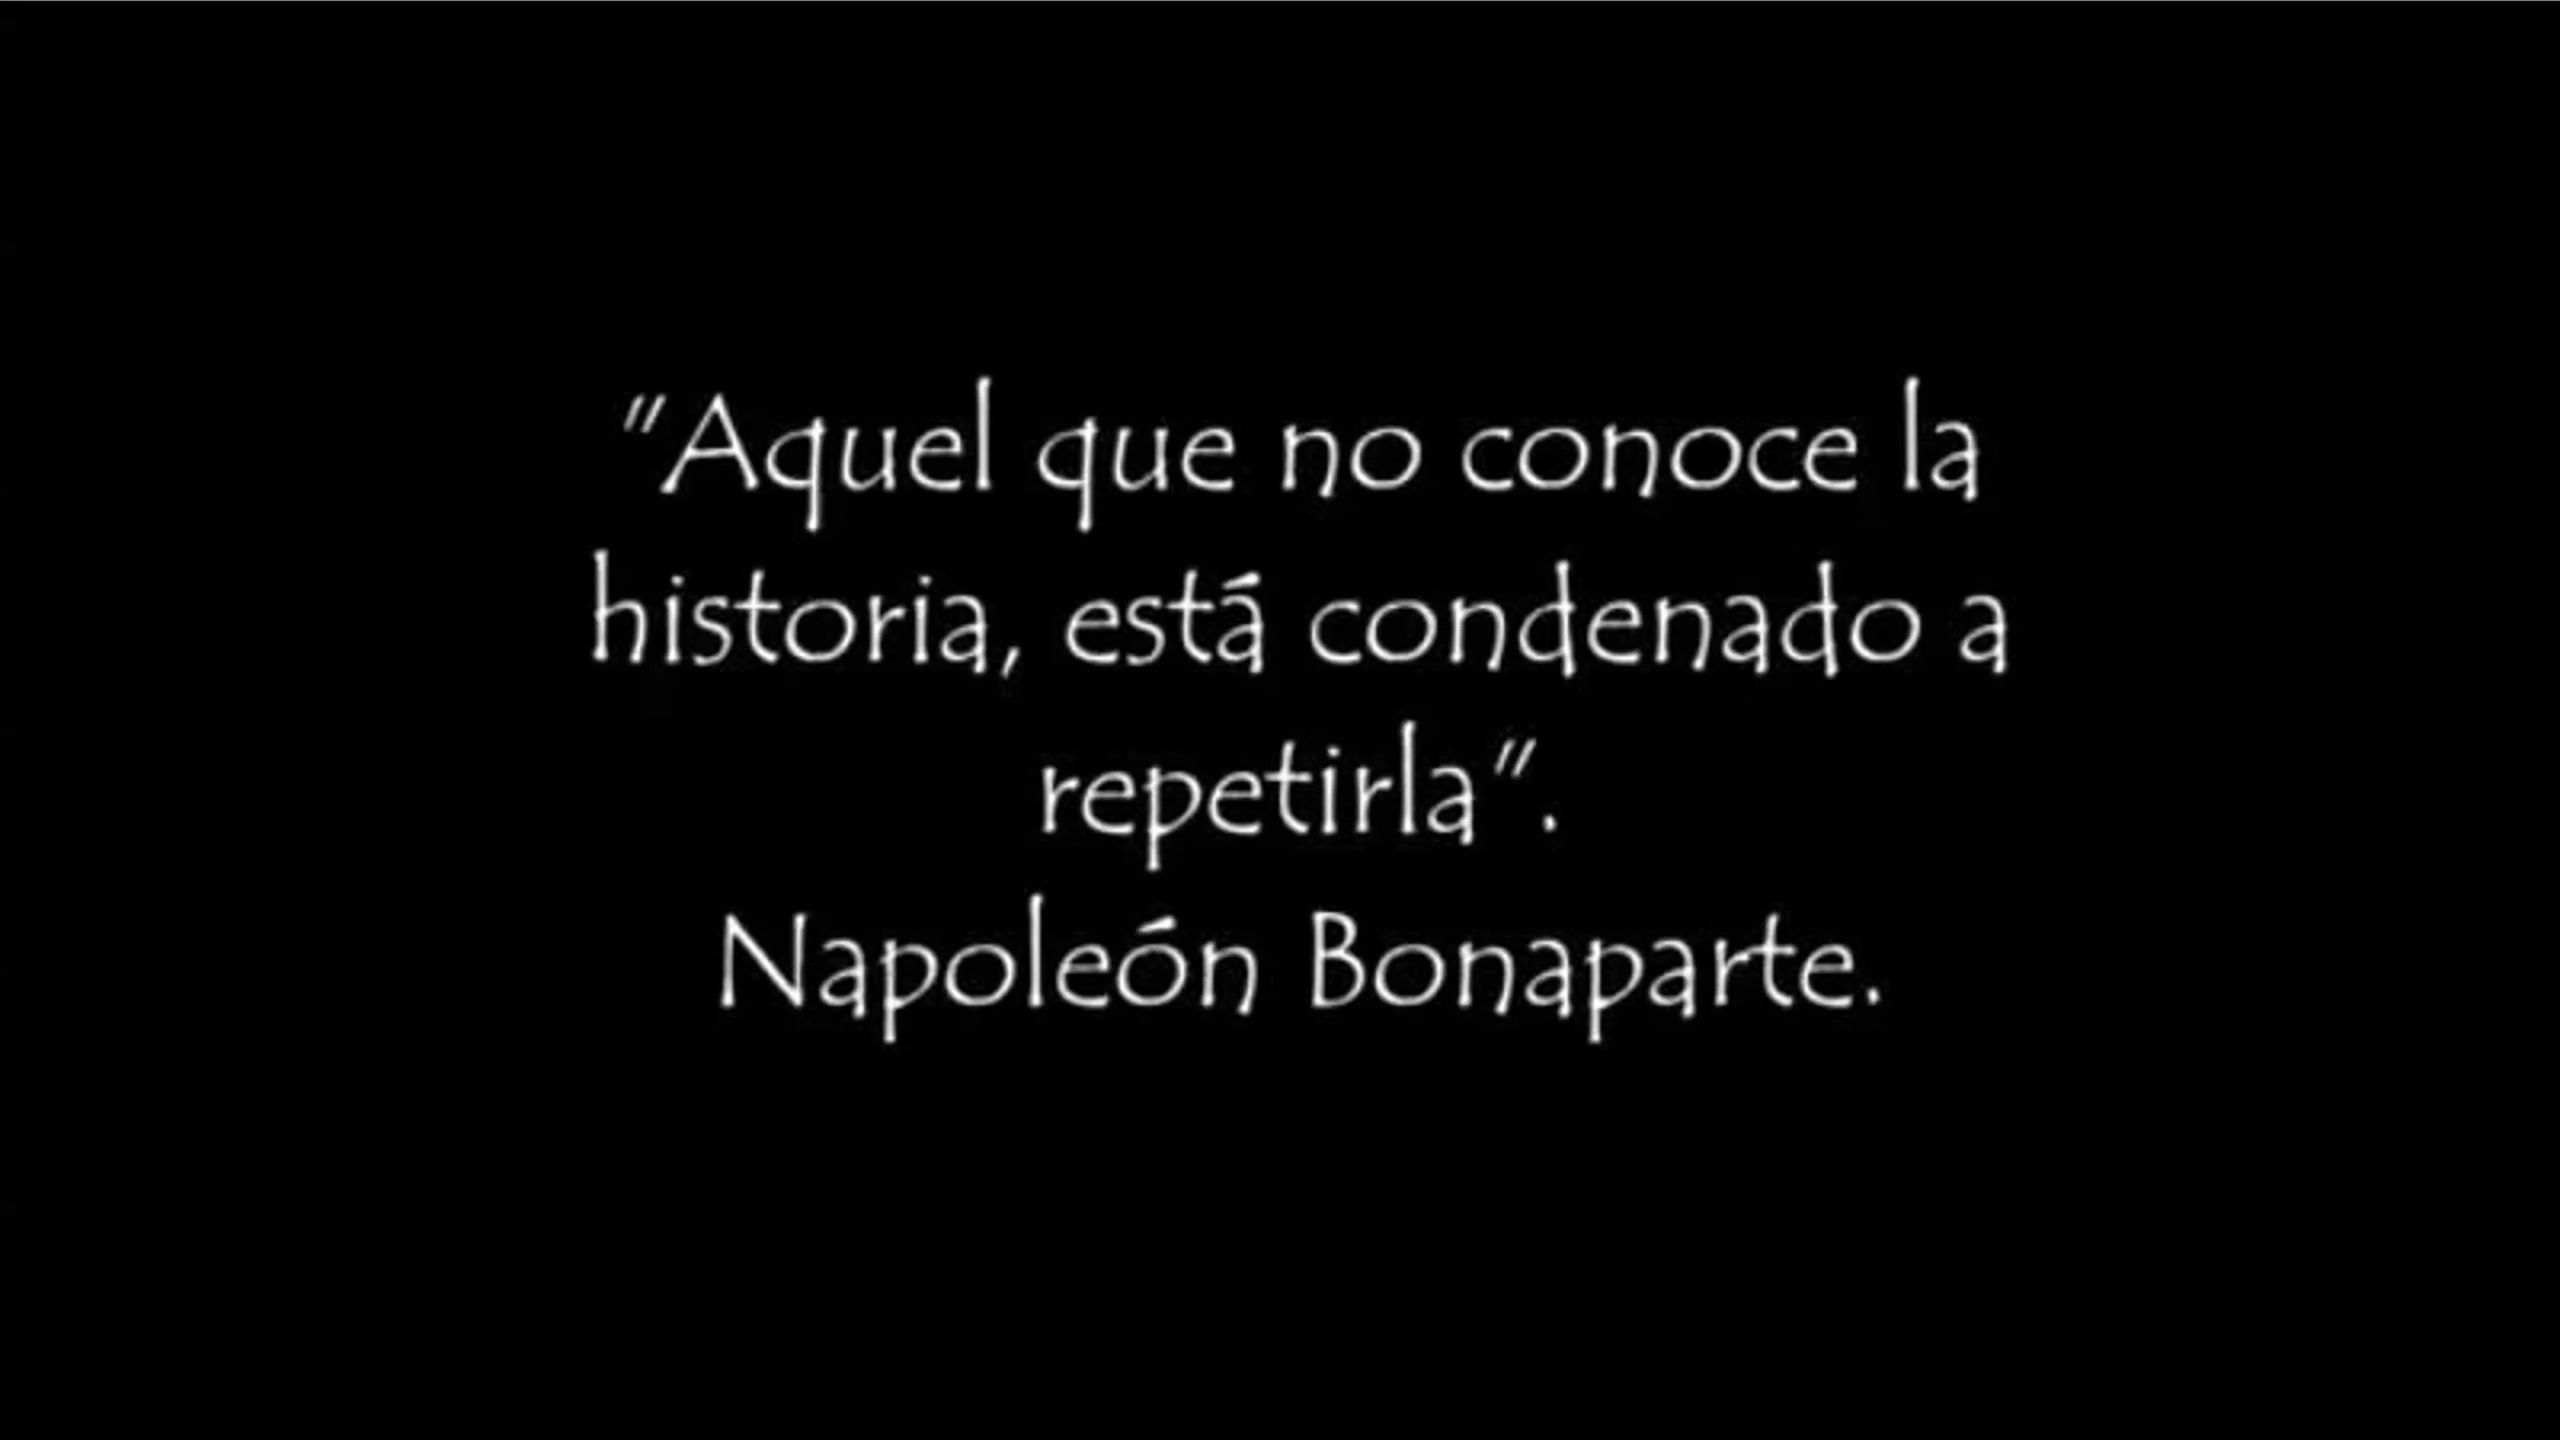 "Aquel que no conoce la
historia, está condenado a
repetirla".
Napoleón Bonaparte.